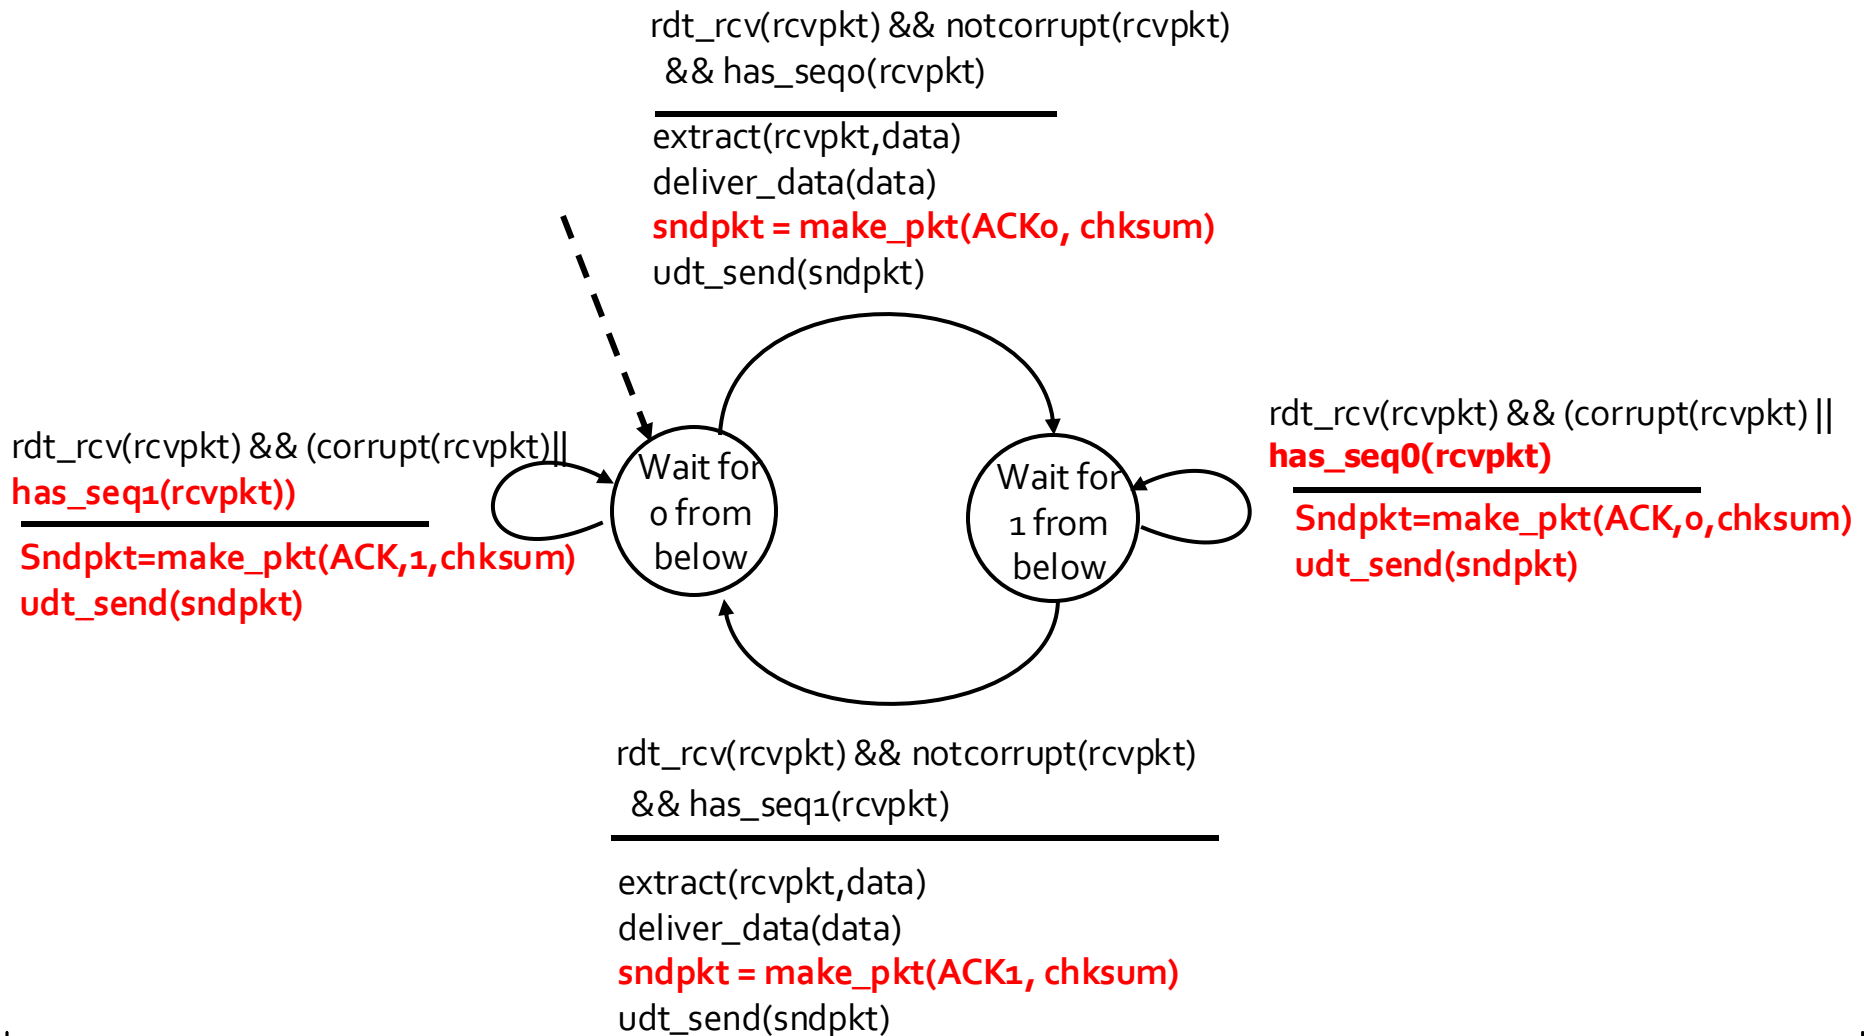 rdt_rcv(rcvpkt) && notcorrupt(rcvpkt)
&& has_seq0(rcvpkt)
extract(rcvpkt,data)
deliver_data(data)
sndpkt = make_pkt(ACK0, chksum)
udt_send(sndpkt)
rdt_rcv(rcvpkt) && (corrupt(rcvpkt)||
has_seq1(rcvpkt))
Sndpkt=make_pkt(ACK,1,chksum)
udt_send(sndpkt)
Wait for
0 from
below
Wait for
1 from
below
rdt_rcv(rcvpkt) && (corrupt(rcvpkt) ||
has_seq0(rcvpkt)
Sndpkt=make_pkt(ACK,0,chksum)
udt_send(sndpkt)
rdt_rcv(rcvpkt) && notcorrupt(rcvpkt)
&& has_seq1(rcvpkt)
extract(rcvpkt,data)
deliver_data(data)
sndpkt = make_pkt(ACK1, chksum)
udt_send(sndpkt)